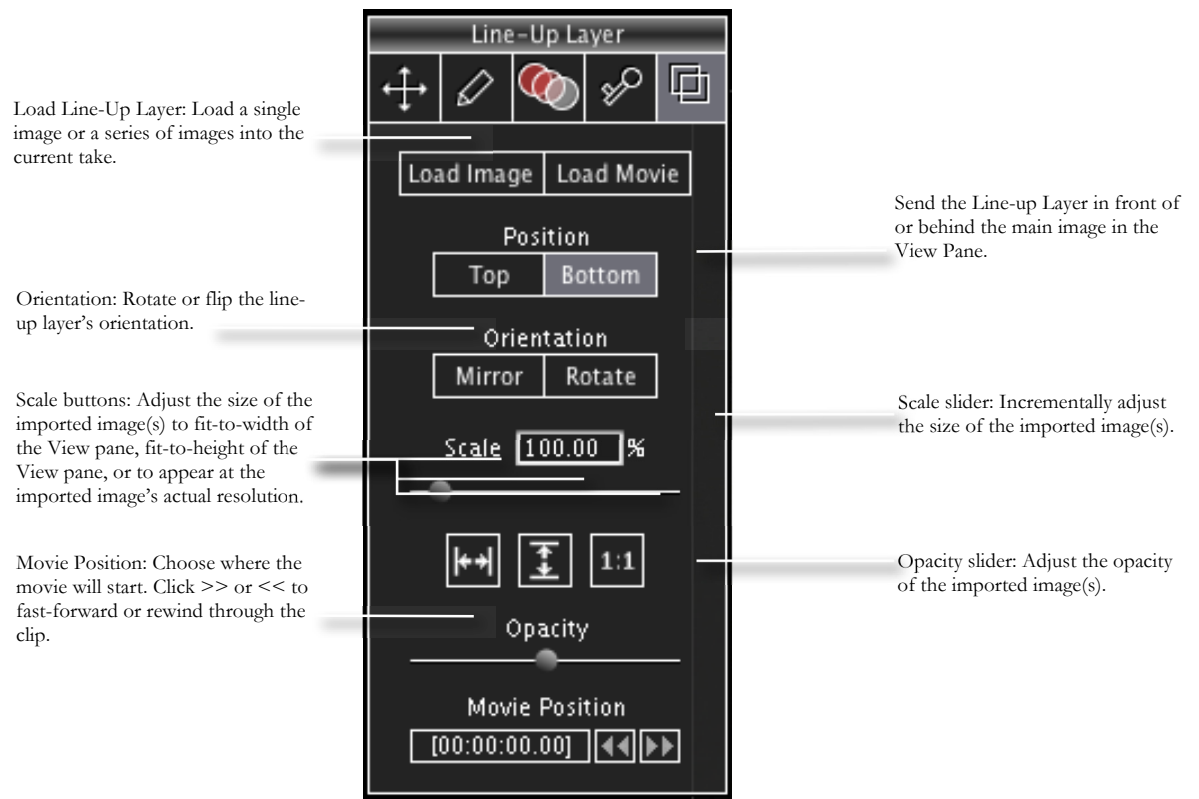 Line-Up Layer
Load Line-Up Layer: Load a single
image or a series of images into the
current take.
Load Image Load Movie
Send the Line-up Layer in front of
or behind the main image in the
View Pane.
Position
Top Bottom
Orientation: Rotate or flip the line-
up layer's orientation.
Orientation
Mirror Rotate
Scale buttons: Adjust the size of the
imported image(s) to fit-to-width of
the View pane, fit-to-height of the
View pane, or to appear at the
imported image's actual resolution.
Scale slider: Incrementally adjust
the size of the imported image(s).
Scale 100.00 %
1:1
Movie Position: Choose where the
movie will start. Click >> or << to
fast-forward or rewind through the
clip.
Opacity slider: Adjust the opacity
of the imported image(s).
Opacity
Movie Position
[00:00:00.00]